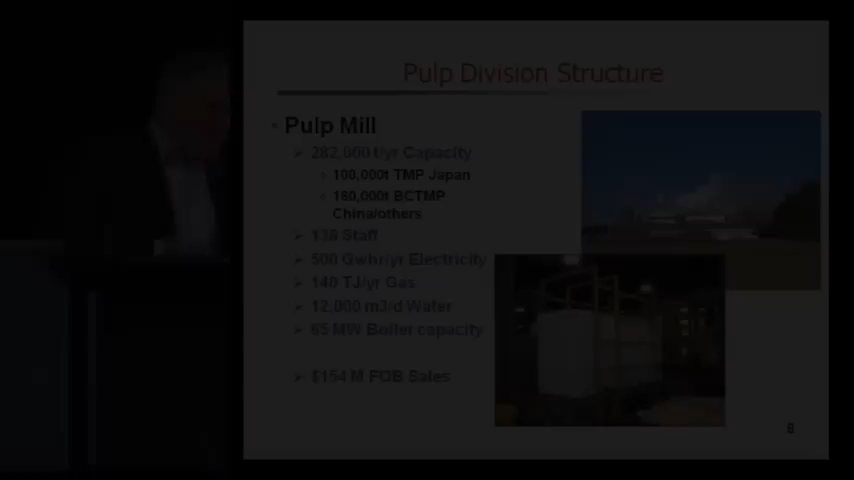 Pulp Division Structure
• Pulp Mill
➢ 282,000 t/yr Capacity
• 100,000t TMP Japan
• 180,000t BCTMP
China/others
➢ 138 Staff
➢ 500 Gwhr/yr Electricity
➢ 140 TJ/yr Gas
➢ 12,000 m3/d Water
➢ 65 MW Boiler capacity
➢ $154 M FOB Sales
8